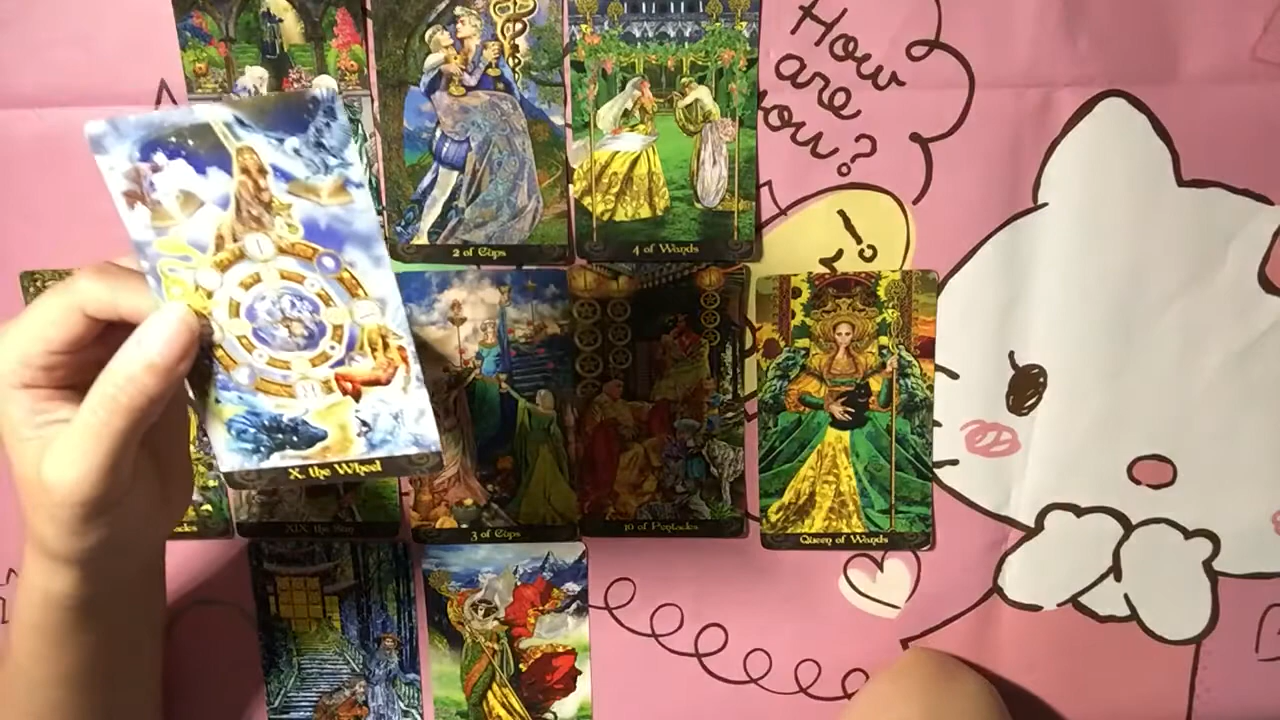 How
are
you?
2 of Cups
4 of Wands
X. the Wheel
XIX. the Sun
3 of Cups
10 of Pentacles
Queen of Wands